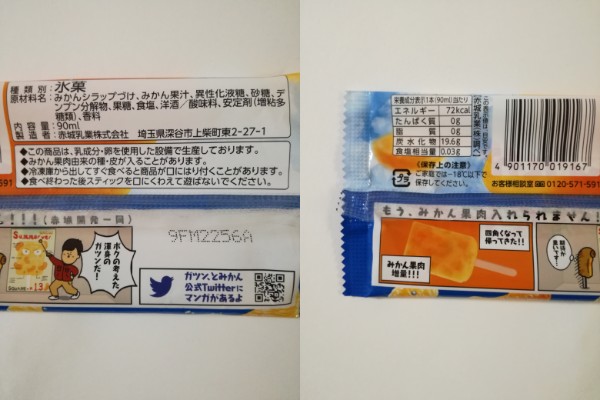 種類別:氷菓
原材料名:みかんシラップづけ、みかん果汁、異性化液糖、砂糖、デ
ンプン分解物、果糖、食塩、洋酒/酸味料、安定剤(増粘多
糖類)、香料
内容量:90ml
製造者:赤城乳業株式会社 埼玉県深谷市上柴町東2-27-1
◆この商品は、乳成分・卵を使用した設備で生産しております。
◆みかん果肉由来の種・皮が入ることがあります。
◆冷凍庫から出してすぐ食べると商品が口にはり付くことがあります。
◆食べ終わった後スティックを口にくわえて遊ばないでください。
591
!!!!(赤城開発一同)
9FM2256A
ボクの考えた
渾身の
ガツンだ!
ガツン、とみかん
公式Twitterに
マンガがあるよ
栄養成分表示1本(90ml)当たり
エネルギー 72kcal
たんぱく質 0g
脂質 0g
炭水化物 19.6g
食塩相当量 0.03g
プラ
〈保存上の注意〉
ご家庭では-18℃以下で
保存してください。
4 901170 019167
お客様相談室 0120-571-591
もう、みかん果肉入れられません!
四角くなって
帰ってきた!!
みかん果肉
増量!!!